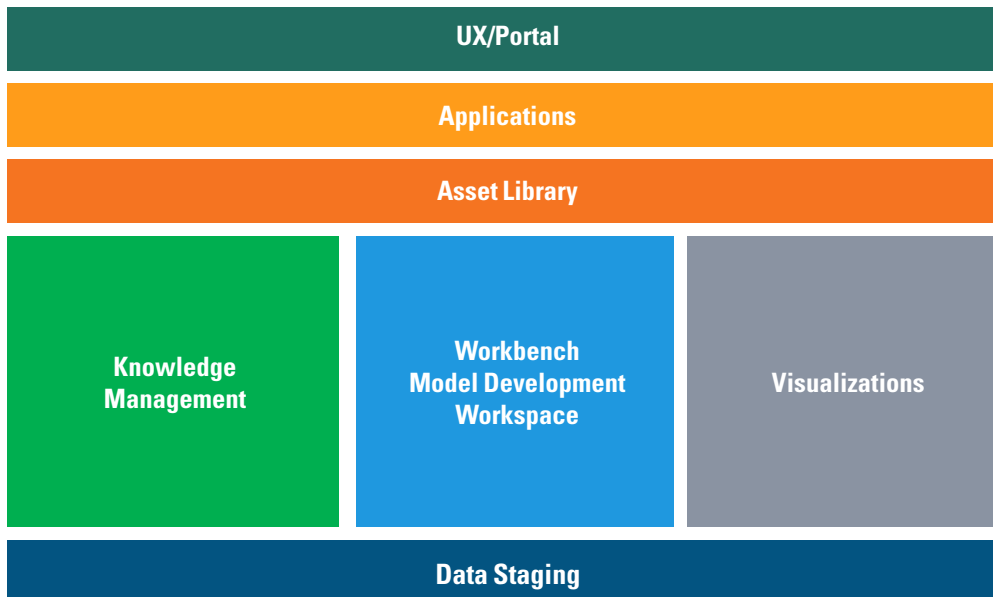 UX/Portal
Applications
Asset Library
Knowledge
Management
Workbench
Model Development
Workspace
Visualizations
Data Staging